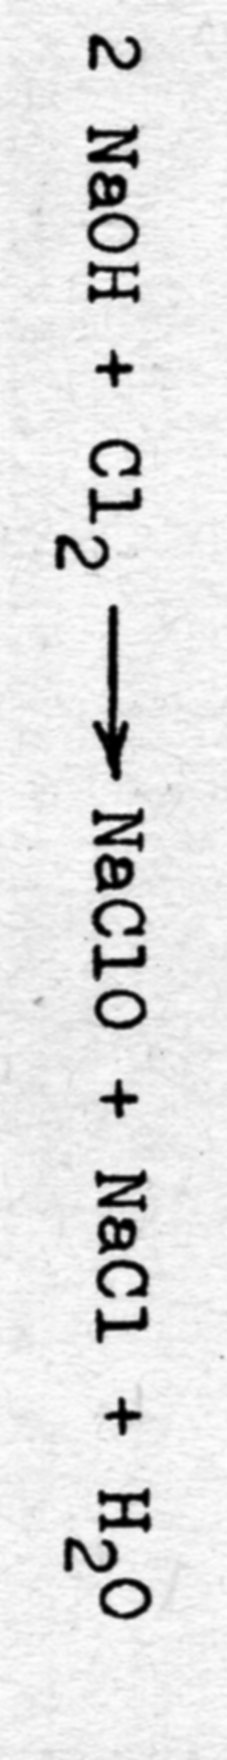 2 NaOH + Cl₂ ⟶ NaClO + NaCl + H₂O